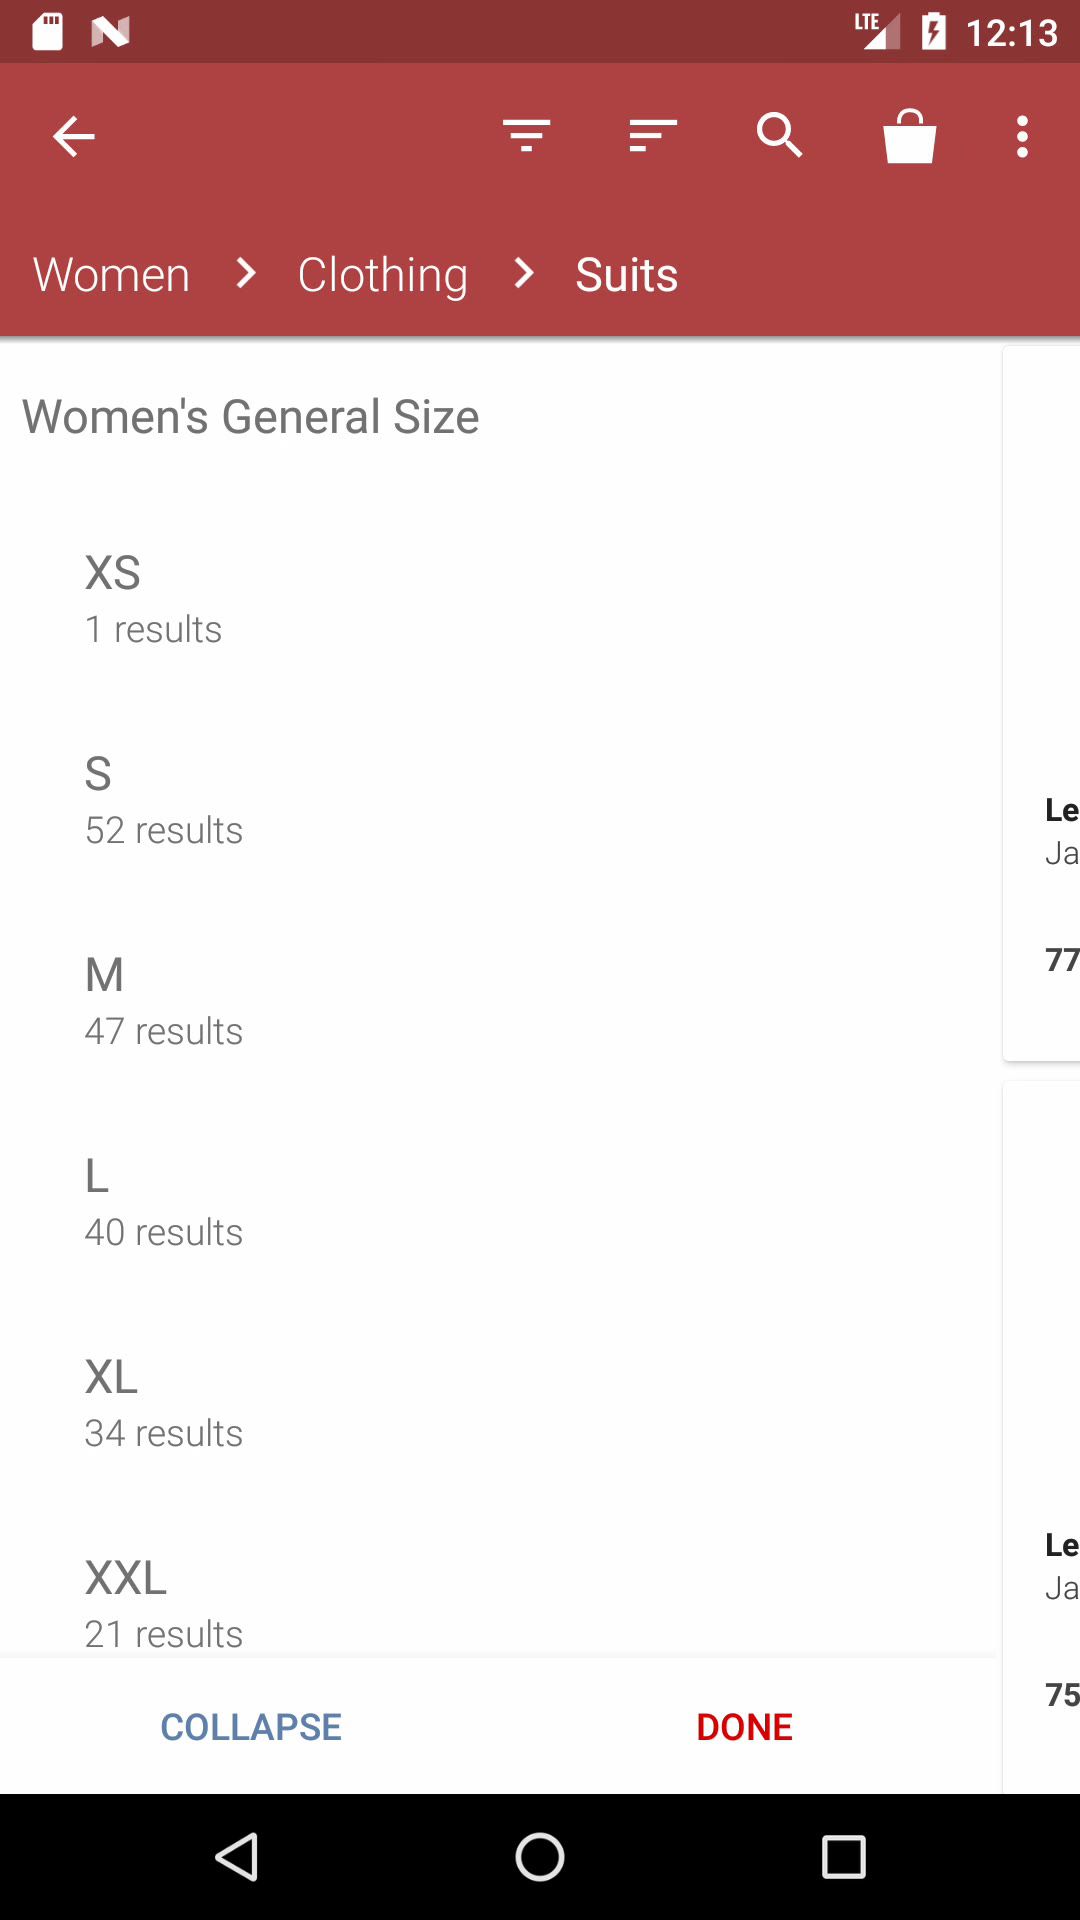 LTE 12:13
Women Clothing Suits
Women's General Size
XS
1 results
S
52 results
M
47 results
L
40 results
XL
34 results
XXL
21 results
COLLAPSE DONE
Le
Ja
77
Le
Ja
75